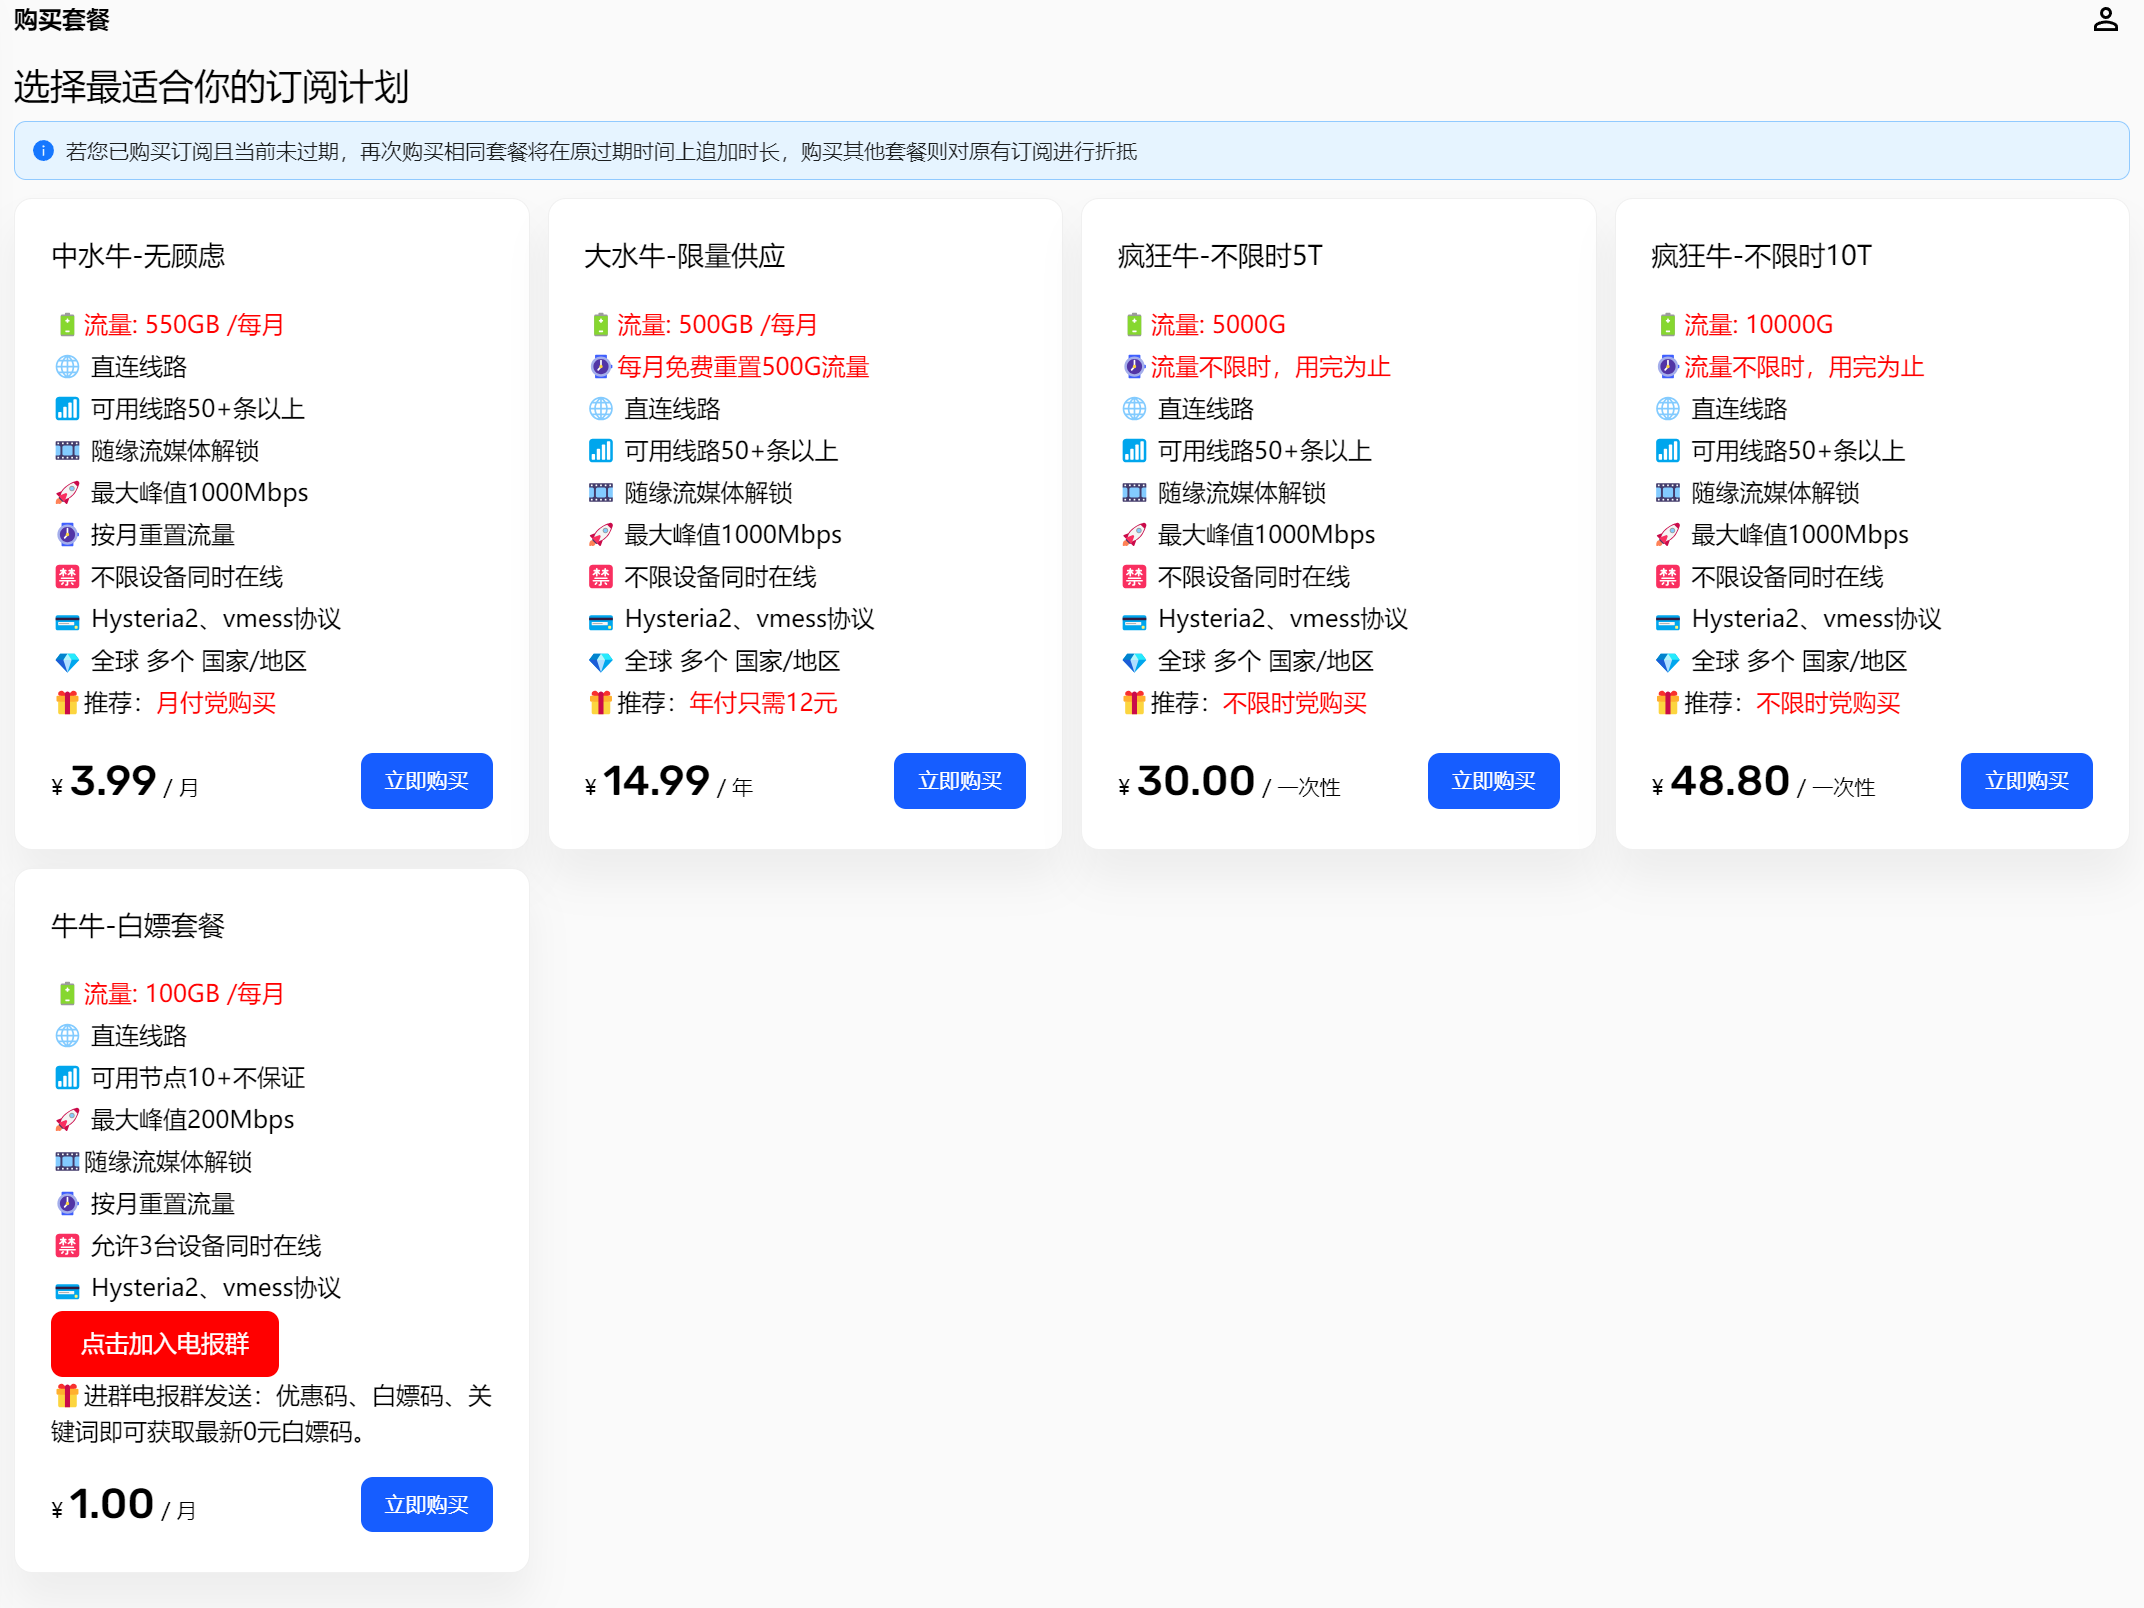 购买套餐
选择最适合你的订阅计划
若您已购买订阅且当前未过期，再次购买相同套餐将在原过期时间上追加时长，购买其他套餐则对原有订阅进行折抵
中水牛-无顾虑
流量: 550GB /每月
直连线路
可用线路50+条以上
随缘流媒体解锁
最大峰值1000Mbps
按月重置流量
禁 不限设备同时在线
Hysteria2、vmess协议
全球 多个 国家/地区
推荐：月付党购买
¥ 3.99 / 月
立即购买
大水牛-限量供应
流量: 500GB /每月
每月免费重置500G流量
直连线路
可用线路50+条以上
随缘流媒体解锁
最大峰值1000Mbps
禁 不限设备同时在线
Hysteria2、vmess协议
全球 多个 国家/地区
推荐：年付只需12元
¥ 14.99 / 年
立即购买
疯狂牛-不限时5T
流量: 5000G
流量不限时，用完为止
直连线路
可用线路50+条以上
随缘流媒体解锁
最大峰值1000Mbps
禁 不限设备同时在线
Hysteria2、vmess协议
全球 多个 国家/地区
推荐：不限时党购买
¥ 30.00 / 一次性
立即购买
疯狂牛-不限时10T
流量: 10000G
流量不限时，用完为止
直连线路
可用线路50+条以上
随缘流媒体解锁
最大峰值1000Mbps
禁 不限设备同时在线
Hysteria2、vmess协议
全球 多个 国家/地区
推荐：不限时党购买
¥ 48.80 / 一次性
立即购买
牛牛-白嫖套餐
流量: 100GB /每月
直连线路
可用节点10+不保证
最大峰值200Mbps
随缘流媒体解锁
按月重置流量
禁 允许3台设备同时在线
Hysteria2、vmess协议
点击加入电报群
进群电报群发送：优惠码、白嫖码、关
键词即可获取最新0元白嫖码。
¥ 1.00 / 月
立即购买